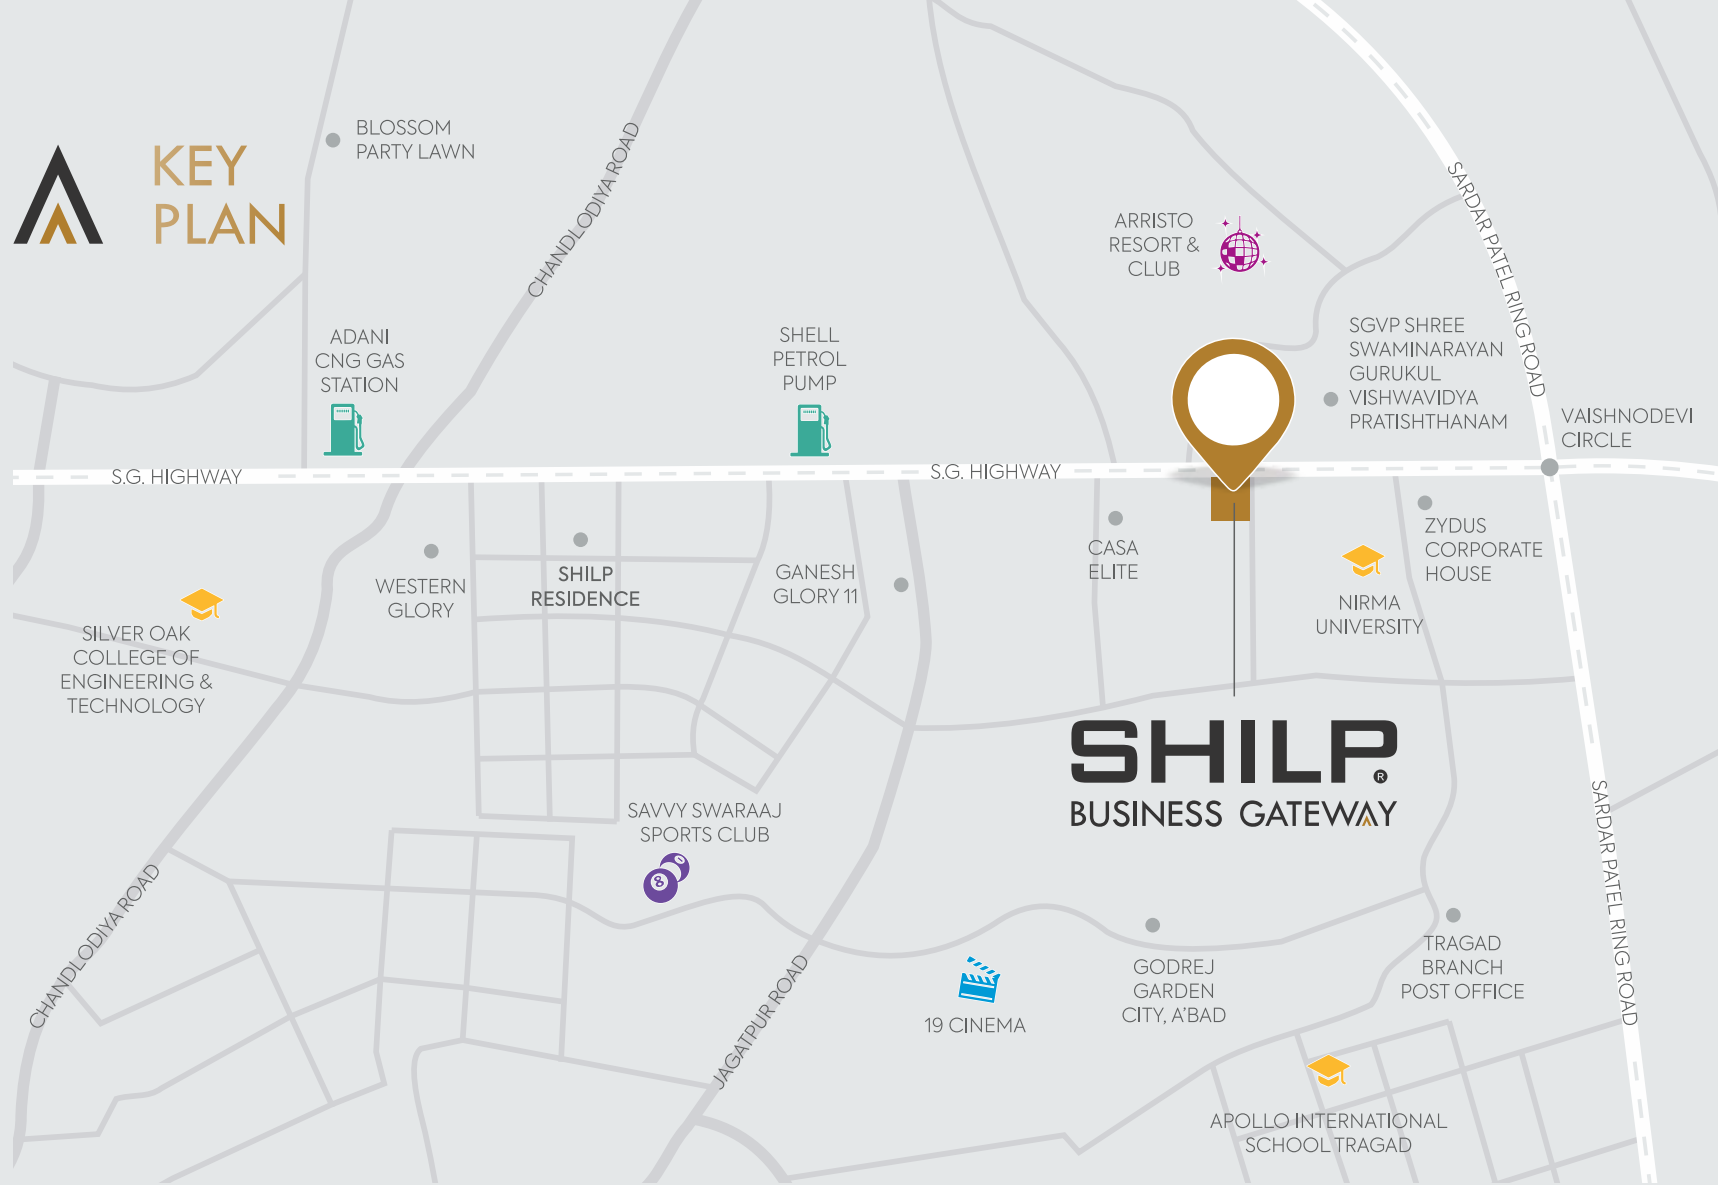 KEY
PLAN
BLOSSOM
PARTY LAWN
CHANDLODIYA ROAD
ARRISTO
RESORT &
CLUB
SARDAR PATEL RING ROAD
ADANI
CNG GAS
STATION
SHELL
PETROL
PUMP
SGVP SHREE
SWAMINARAYAN
GURUKUL
VISHWAVIDYA
PRATISHTHANAM
VAISHNODEVI
CIRCLE
S.G. HIGHWAY
S.G. HIGHWAY
WESTERN
GLORY
SHILP
RESIDENCE
GANESH
GLORY 11
CASA
ELITE
ZYDUS
CORPORATE
HOUSE
NIRMA
UNIVERSITY
SILVER OAK
COLLEGE OF
ENGINEERING &
TECHNOLOGY
SHILP®
BUSINESS GATEWAY
SAVVY SWARAAJ
SPORTS CLUB
8
SARDAR PATEL RING ROAD
CHANDLODIYA ROAD
JAGATPUR ROAD
19 CINEMA
GODREJ
GARDEN
CITY, A'BAD
TRAGAD
BRANCH
POST OFFICE
APOLLO INTERNATIONAL
SCHOOL TRAGAD